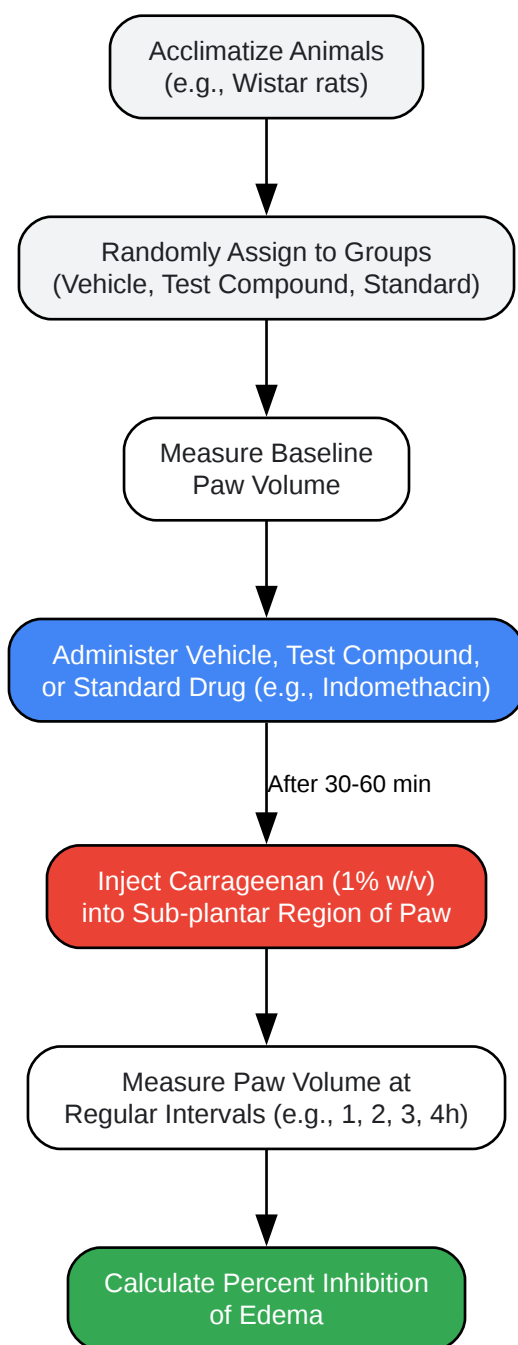 Acclimatize Animals
(e.g., Wistar rats)
Randomly Assign to Groups
(Vehicle, Test Compound, Standard)
Measure Baseline
Paw Volume
Administer Vehicle, Test Compound,
or Standard Drug (e.g., Indomethacin)
After 30-60 min
Inject Carrageenan (1% w/v)
into Sub-plantar Region of Paw
Measure Paw Volume at
Regular Intervals (e.g., 1, 2, 3, 4h)
Calculate Percent Inhibition
of Edema